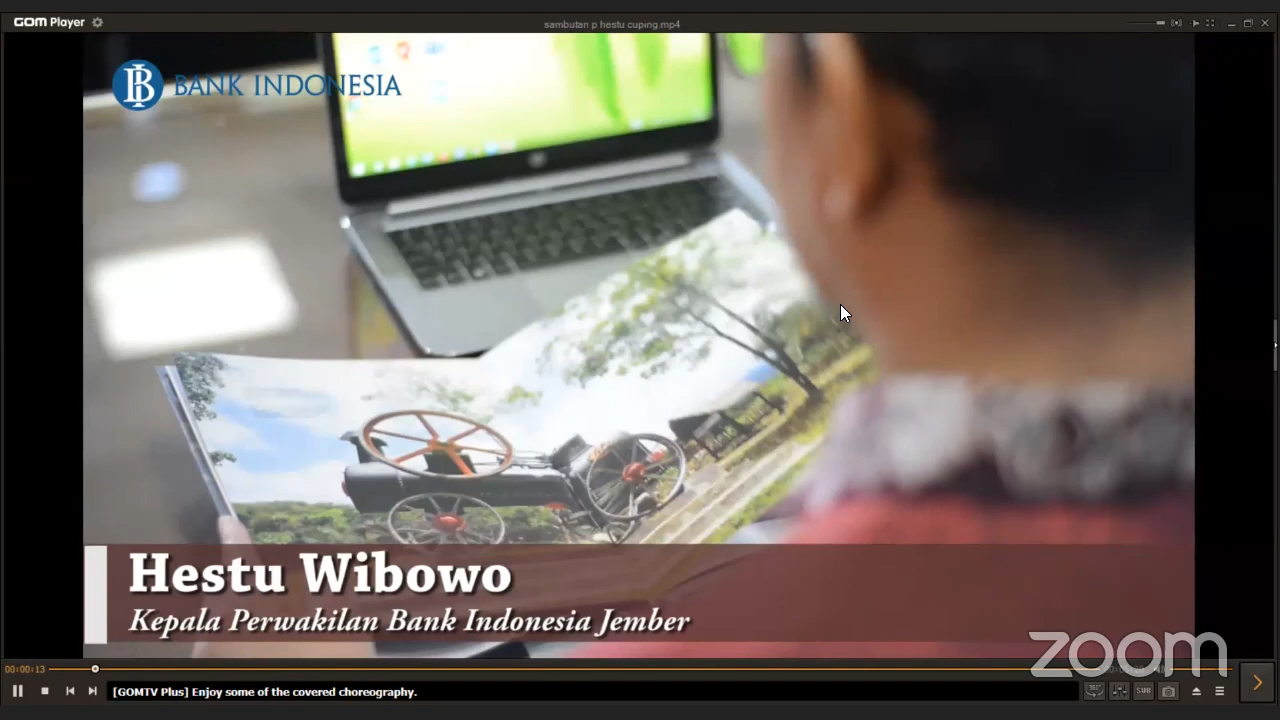 GOM Player
sambutan p hestu cuping.mp4
BANK INDONESIA
Hestu Wibowo
Kepala Perwakilan Bank Indonesia Jember
zoom
00:00:13
[GOMTV Plus] Enjoy some of the covered choreography.
360°
SUB